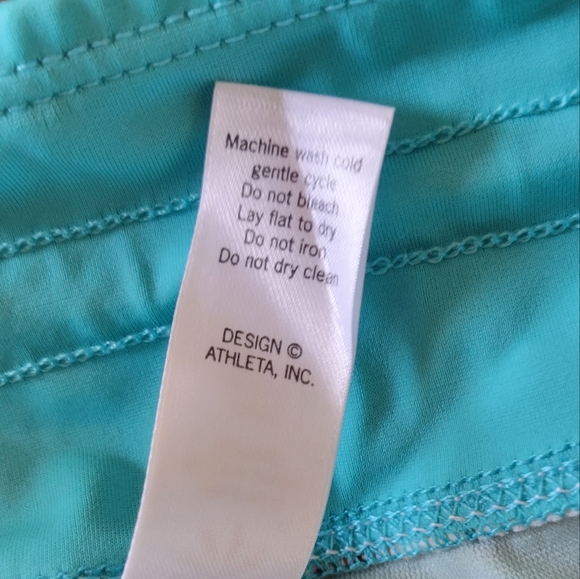 Machine wash cold
gentle cycle
Do not bleach
Lay flat to dry
Do not iron
Do not dry clean
DESIGN ©
ATHLETA, INC.